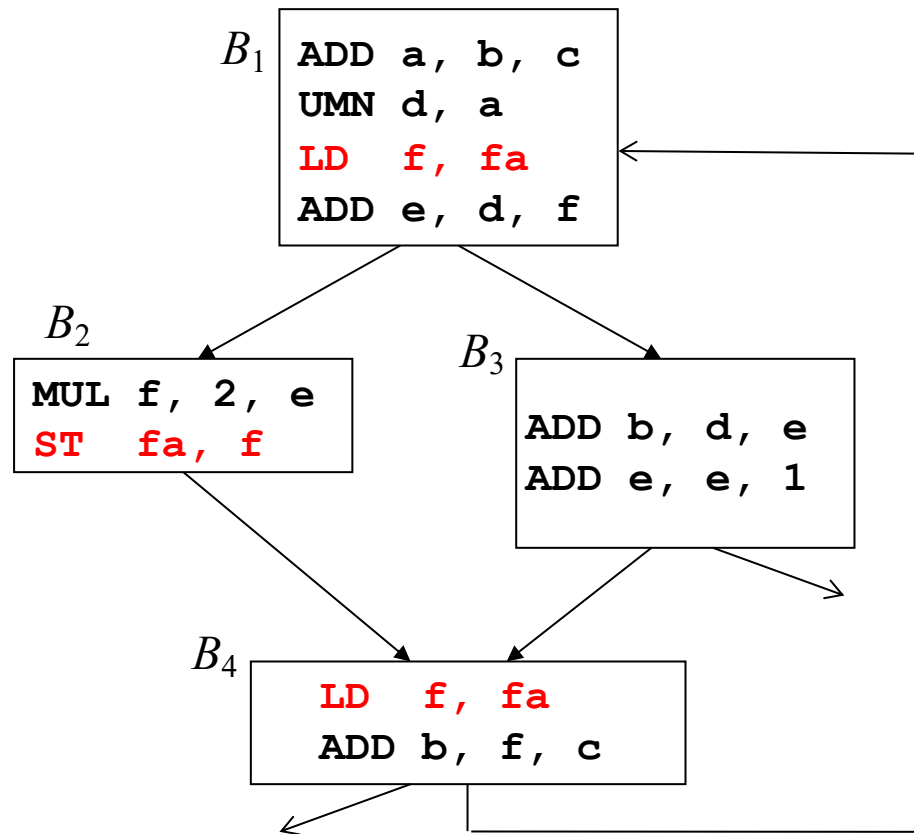 B1
ADD a, b, c
UMN d, a
LD f, fa
ADD e, d, f
B2
MUL f, 2, e
ST fa, f
B3
ADD b, d, e
ADD e, e, 1
B4
LD f, fa
ADD b, f, c